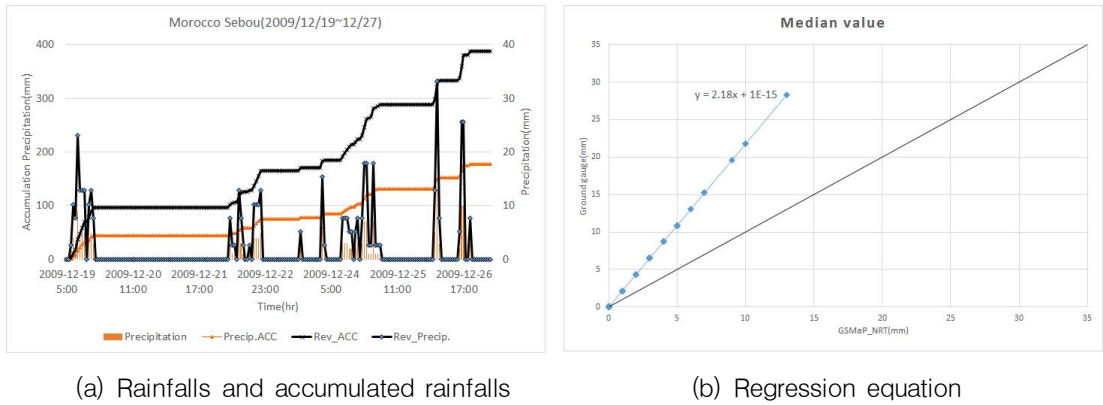 Morocco Sebou(2009/12/19~12/27)
Accumulation Precipitation(mm)
400
300
200
100
0
40
30
20
10
0
Precipitation(mm)
2009-12-19 2009-12-20 2009-12-21 2009-12-22 2009-12-24 2009-12-25 2009-12-26
5:00 11:00 17:00 23:00 5:00 11:00 17:00
Time(hr)
Precipitation Precip.ACC Rev_ACC Rev_Precip.
(a) Rainfalls and accumulated rainfalls
Median value
Ground gauge(mm)
35
30
25
20
15
10
5
0
y = 2.18x + 1E-15
0 5 10 15 20 25 30 35
GSMaP_NRT(mm)
(b) Regression equation